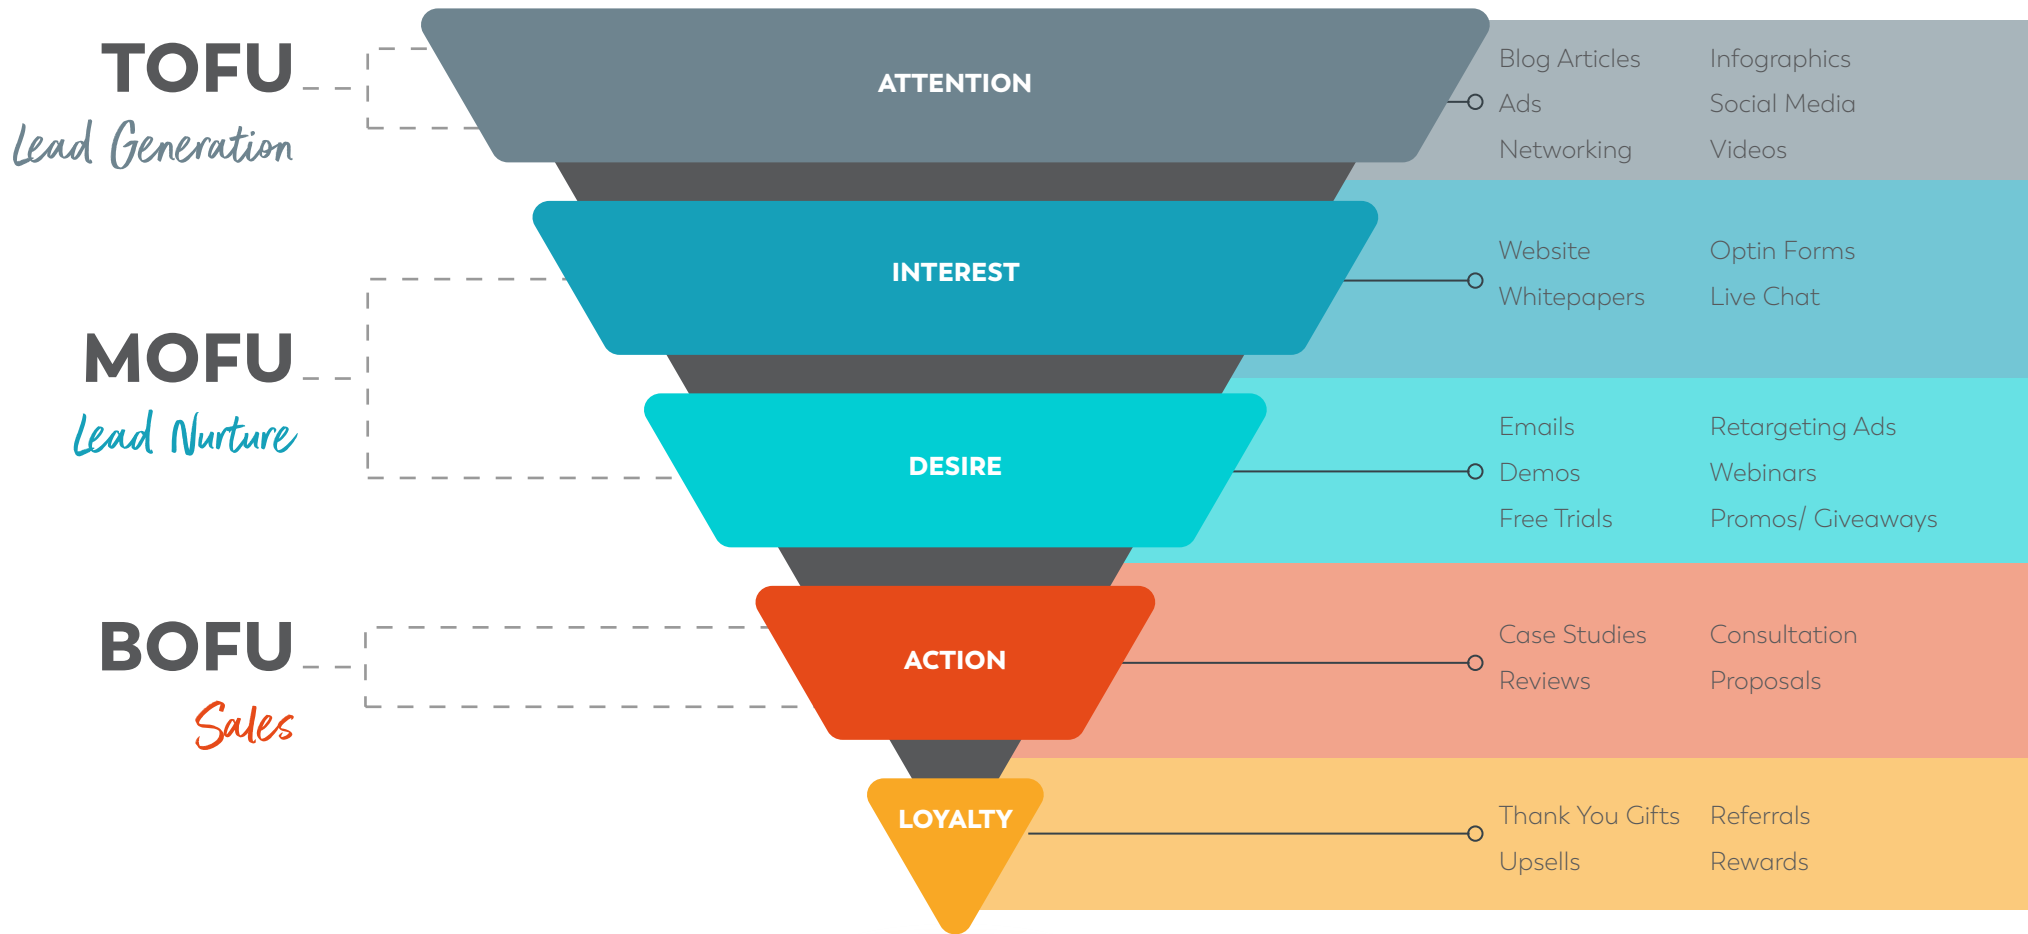 TOFU
Lead Generation
ATTENTION
Blog Articles Infographics
Ads Social Media
Networking Videos
INTEREST
Website Optin Forms
Whitepapers Live Chat
MOFU
Lead Nurture
DESIRE
Emails Retargeting Ads
Demos Webinars
Free Trials Promos/ Giveaways
BOFU
Sales
ACTION
Case Studies Consultation
Reviews Proposals
LOYALTY
Thank You Gifts Referrals
Upsells Rewards